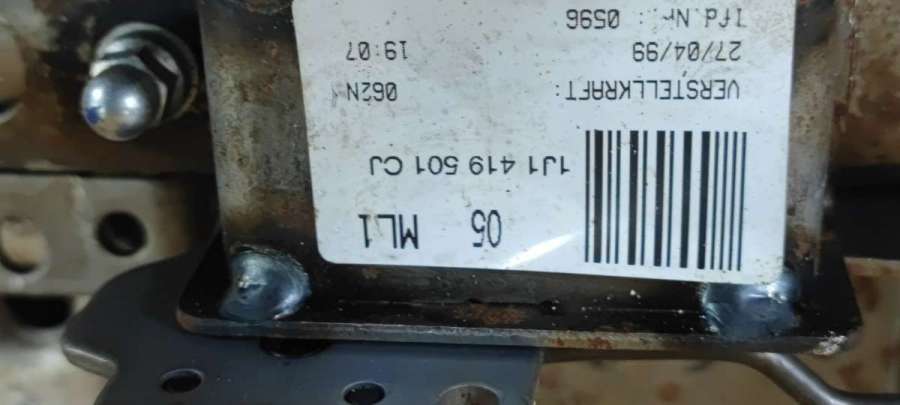 05 ML1
1J1 419 501 CJ
VERSTELLKRAFT: 062N
27/04/99 19:07
lfd.Nr.: 0596